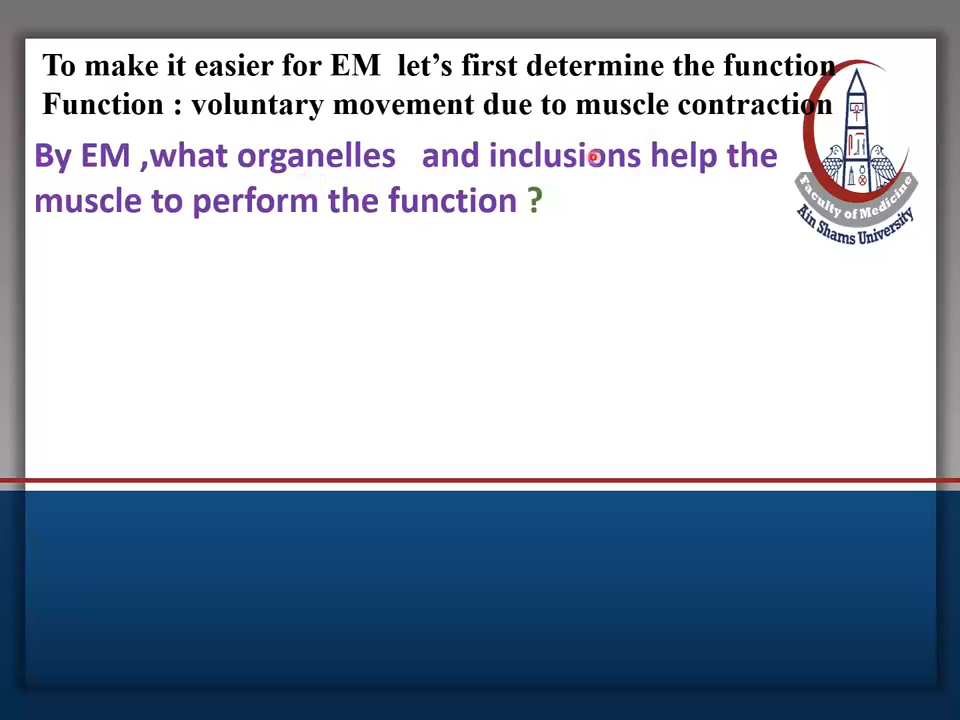 To make it easier for EM let's first determine the function
Function : voluntary movement due to muscle contraction
By EM ,what organelles and inclusions help the
muscle to perform the function ?
Faculty of Medicine
Ain Shams University